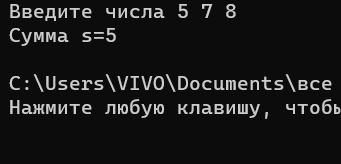 Введите числа 5 7 8
Сумма s=5
C:\Users\VIVO\Documents\все
Нажмите любую клавишу, чтобы